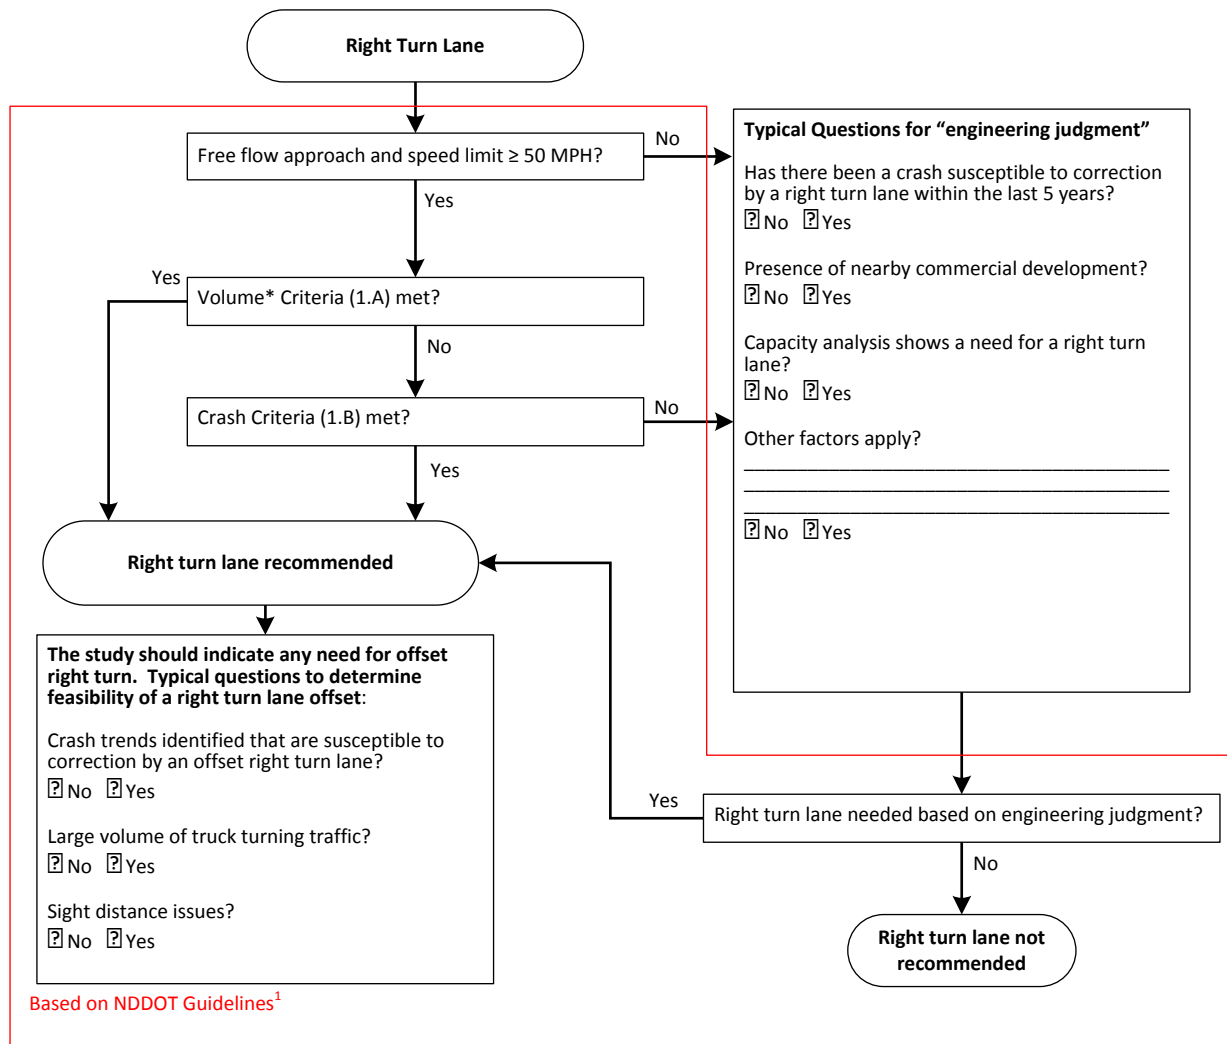 Right Turn Lane
Free flow approach and speed limit ≥ 50 MPH?
No
Yes
Yes
Volume* Criteria (1.A) met?
No
Crash Criteria (1.B) met?
No
Yes
Typical Questions for “engineering judgment”
Has there been a crash susceptible to correction
by a right turn lane within the last 5 years?
⍰ No ⍰ Yes
Presence of nearby commercial development?
⍰ No ⍰ Yes
Capacity analysis shows a need for a right turn
lane?
⍰ No ⍰ Yes
Other factors apply?
⍰ No ⍰ Yes
Right turn lane recommended
The study should indicate any need for offset
right turn. Typical questions to determine
feasibility of a right turn lane offset:
Crash trends identified that are susceptible to
correction by an offset right turn lane?
⍰ No ⍰ Yes
Large volume of truck turning traffic?
⍰ No ⍰ Yes
Sight distance issues?
⍰ No ⍰ Yes
Yes
Right turn lane needed based on engineering judgment?
No
Right turn lane not
recommended
Based on NDDOT Guidelines¹